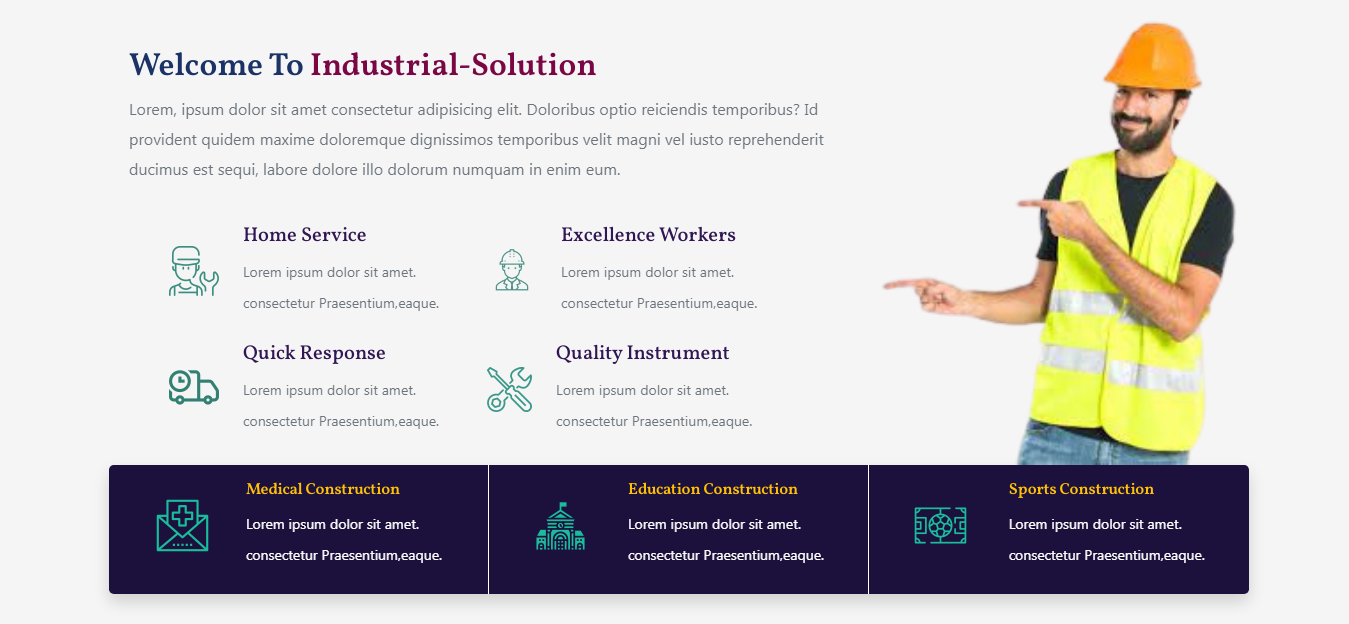 Welcome To Industrial-Solution
Lorem, ipsum dolor sit amet consectetur adipisicing elit. Doloribus optio reiciendis temporibus? Id
provident quidem maxime doloremque dignissimos temporibus velit magni vel iusto reprehenderit
ducimus est sequi, labore dolore illo dolorum numquam in enim eum.
Home Service
Lorem ipsum dolor sit amet.
consectetur Praesentium,eaque.
Excellence Workers
Lorem ipsum dolor sit amet.
consectetur Praesentium,eaque.
Quick Response
Lorem ipsum dolor sit amet.
consectetur Praesentium,eaque.
Quality Instrument
Lorem ipsum dolor sit amet.
consectetur Praesentium,eaque.
Medical Construction
Lorem ipsum dolor sit amet.
consectetur Praesentium,eaque.
Education Construction
Lorem ipsum dolor sit amet.
consectetur Praesentium,eaque.
Sports Construction
Lorem ipsum dolor sit amet.
consectetur Praesentium,eaque.